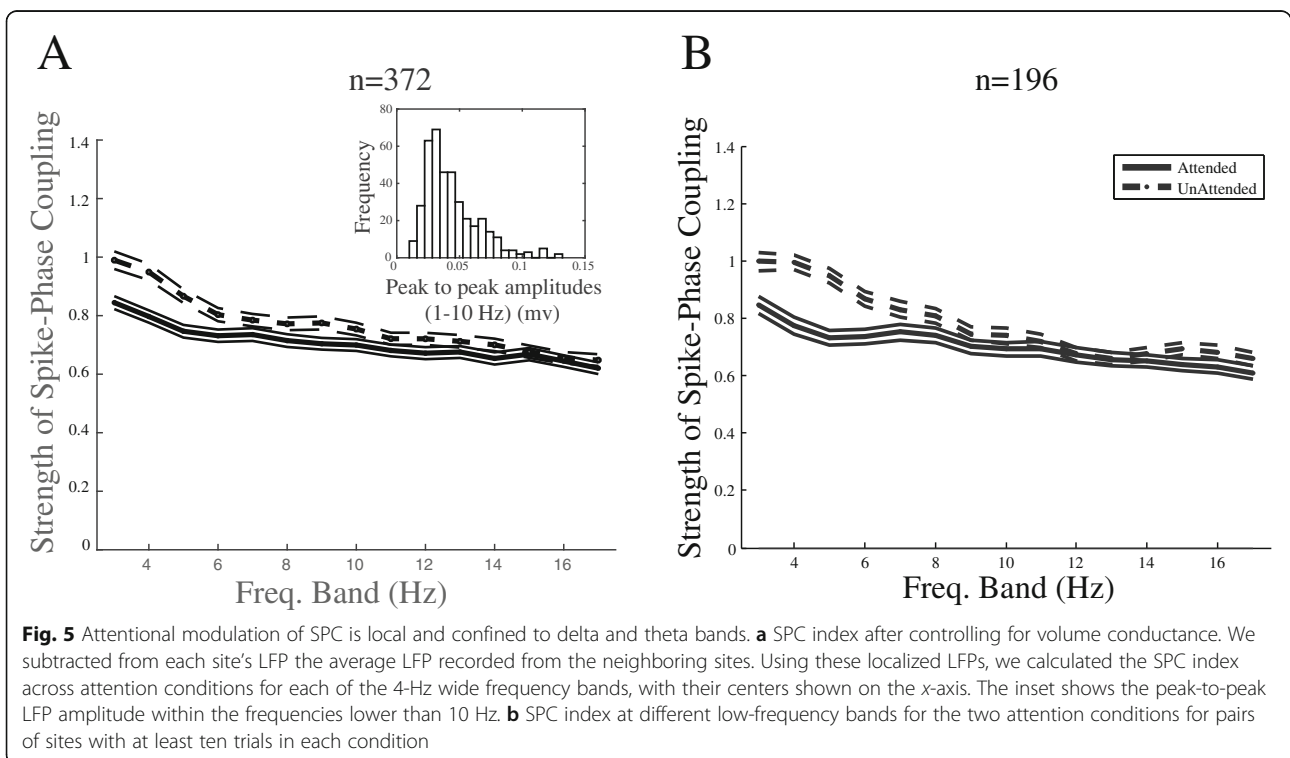 A
n=372
Strength of Spike-Phase Coupling
1.4
1.2
1
0.8
0.6
0.4
0.2
0
4 6 8 10 12 14 16
Freq. Band (Hz)
Frequency
80
60
40
20
0
0 0.05 0.1 0.15
Peak to peak amplitudes
(1-10 Hz) (mv)
B
n=196
Strength of Spike-Phase Coupling
1.4
1.2
1
0.8
0.6
0.4
0.2
0
4 6 8 10 12 14 16
Freq. Band (Hz)
Attended
UnAttended
Fig. 5 Attentional modulation of SPC is local and confined to delta and theta bands. a SPC index after controlling for volume conductance. We
subtracted from each site's LFP the average LFP recorded from the neighboring sites. Using these localized LFPs, we calculated the SPC index
across attention conditions for each of the 4-Hz wide frequency bands, with their centers shown on the x-axis. The inset shows the peak-to-peak
LFP amplitude within the frequencies lower than 10 Hz. b SPC index at different low-frequency bands for the two attention conditions for pairs
of sites with at least ten trials in each condition